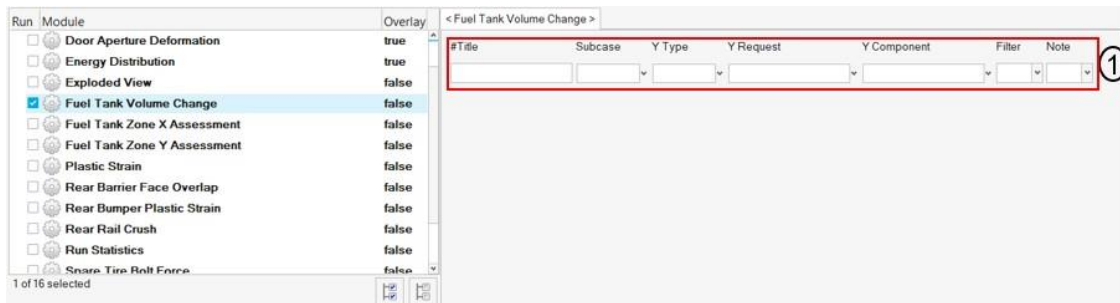 Run Module Overlay
Door Aperture Deformation true
Energy Distribution true
Exploded View false
Fuel Tank Volume Change false
Fuel Tank Zone X Assessment false
Fuel Tank Zone Y Assessment false
Plastic Strain false
Rear Barrier Face Overlap false
Rear Bumper Plastic Strain false
Rear Rail Crush false
Run Statistics false
Spare Tire Bolt Force false
1 of 16 selected
< Fuel Tank Volume Change >
#Title Subcase Y Type Y Request Y Component Filter Note
1